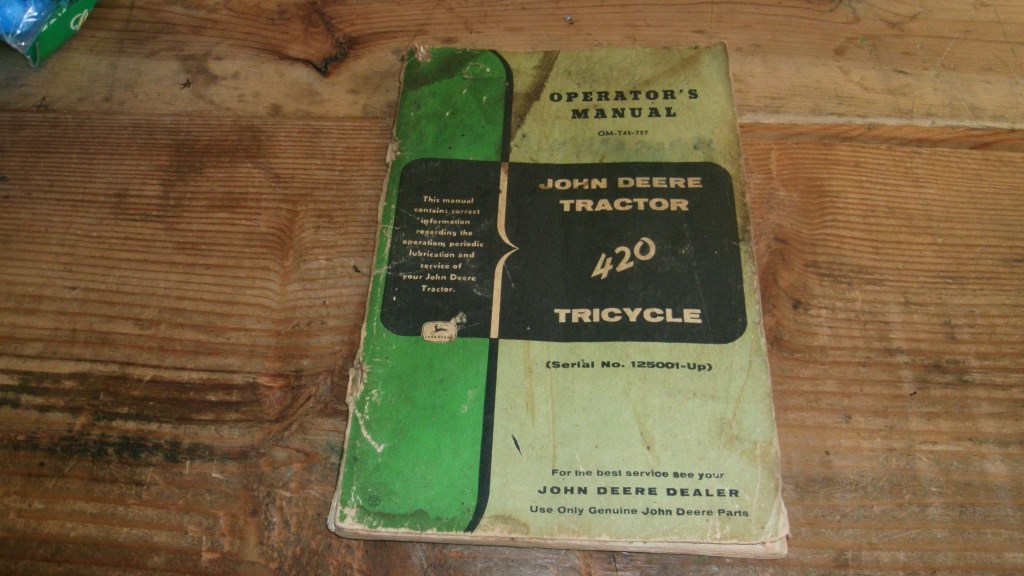 OPERATOR'S
MANUAL
OM-T45-757
This manual
contains correct
information
regarding the
operation, periodic
lubrication and
service of
your John Deere
Tractor.
JOHN DEERE
TRACTOR
420
TRICYCLE
(Serial No. 125001-Up)
For the best service see your
JOHN DEERE DEALER
Use Only Genuine John Deere Parts